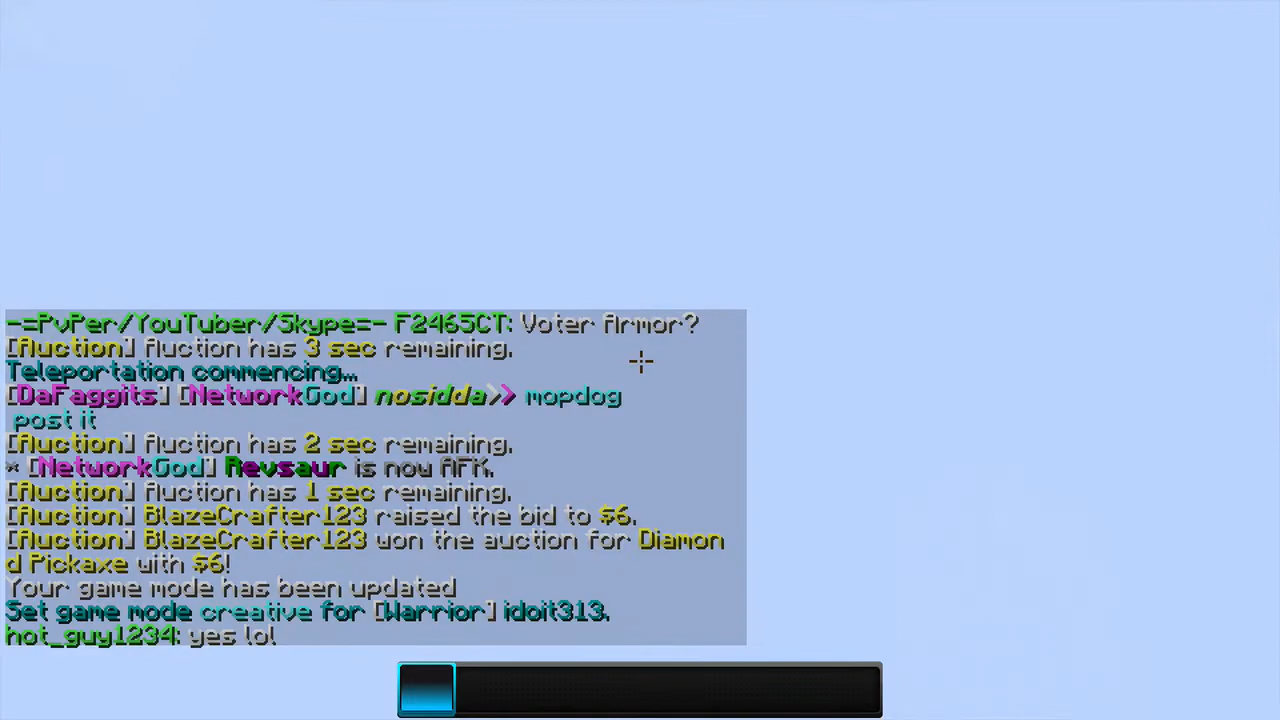 -=PvPer/YouTuber/Skype=- F2465CT: Voter Armor?
[Auction] Auction has 3 sec remaining.
Teleportation commencing...
[DaFaggits] [NetworkGod] nosidda>> mopdog
post it
[Auction] Auction has 2 sec remaining.
* [NetworkGod] Revsaur is now AFK.
[Auction] Auction has 1 sec remaining.
[Auction] BlazeCrafter123 raised the bid to $6.
[Auction] BlazeCrafter123 won the auction for Diamon
d Pickaxe with $6!
Your game mode has been updated
Set game mode creative for [Warrior] idoit313.
hot_guy1234: yes lol